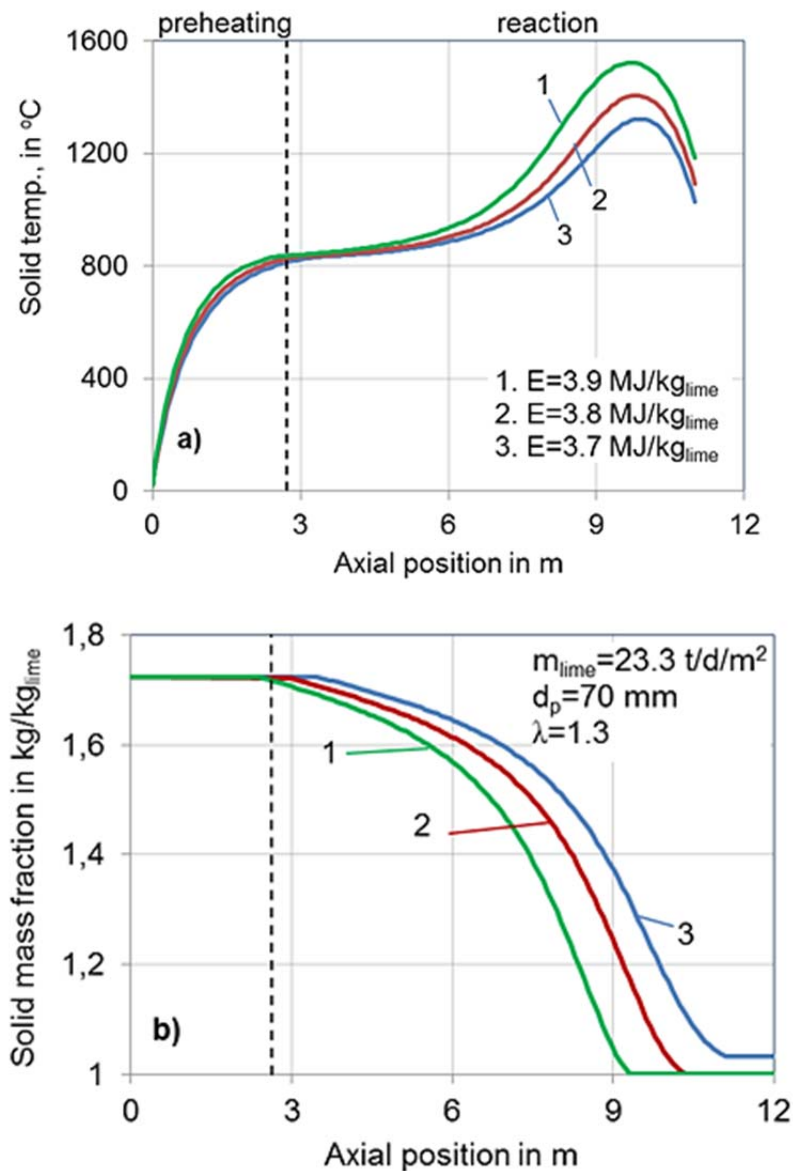 preheating reaction
1600
1200
800
400
0
Solid temp., in ºC
1
2
3
1. E=3.9 MJ/kglime
2. E=3.8 MJ/kglime
3. E=3.7 MJ/kglime
a)
0 3 6 9 12
Axial position in m
1,8
1,6
1,4
1,2
1
Solid mass fraction in kg/kglime
mlime=23.3 t/d/m²
dp=70 mm
λ=1.3
1
2
3
b)
0 3 6 9 12
Axial position in m